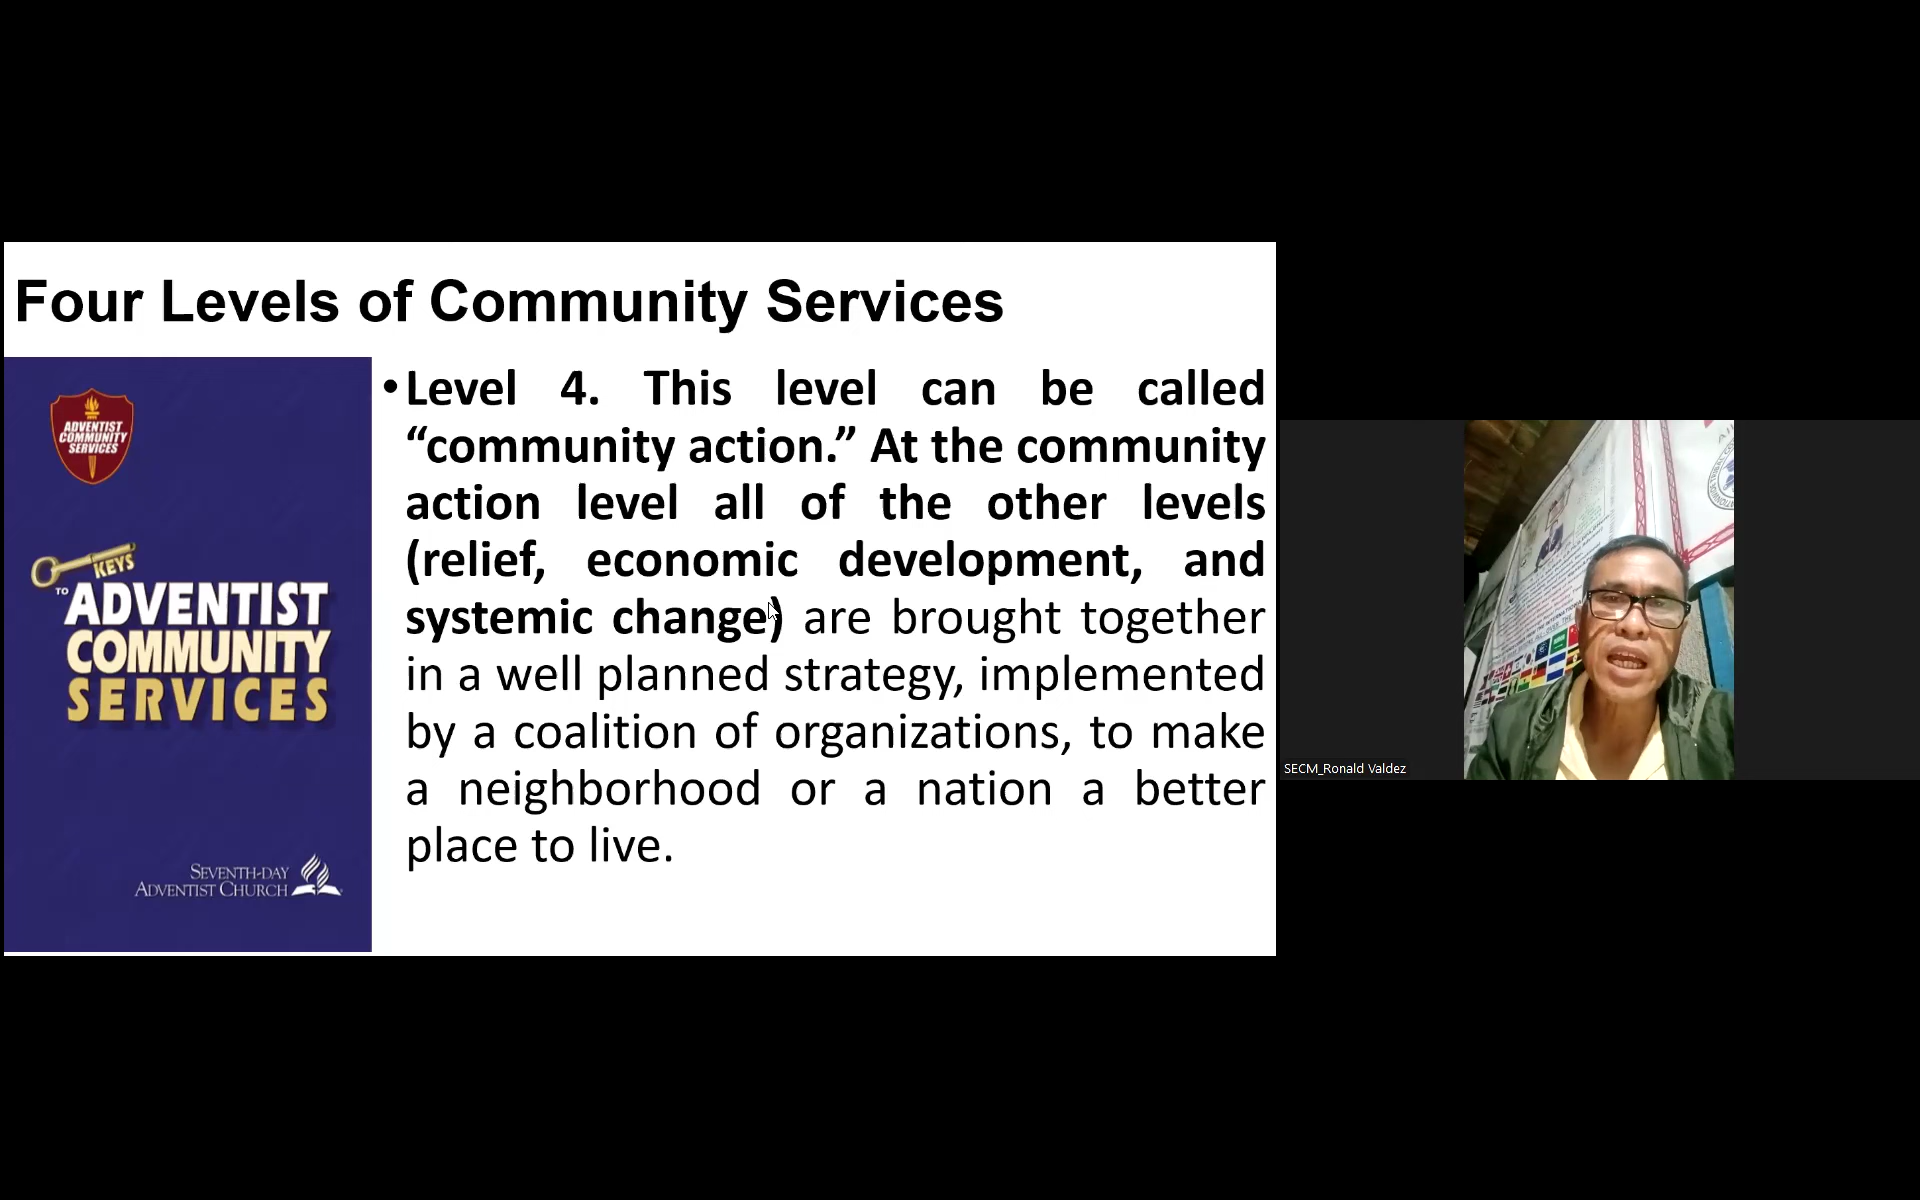 Four Levels of Community Services
ADVENTIST
COMMUNITY
SERVICES
KEYS
TO ADVENTIST
COMMUNITY
SERVICES
SEVENTH-DAY
ADVENTIST CHURCH
• Level 4. This level can be called
“community action.” At the community
action level all of the other levels
(relief, economic development, and
systemic change) are brought together
in a well planned strategy, implemented
by a coalition of organizations, to make
a neighborhood or a nation a better
place to live.
SECM_Ronald Valdez